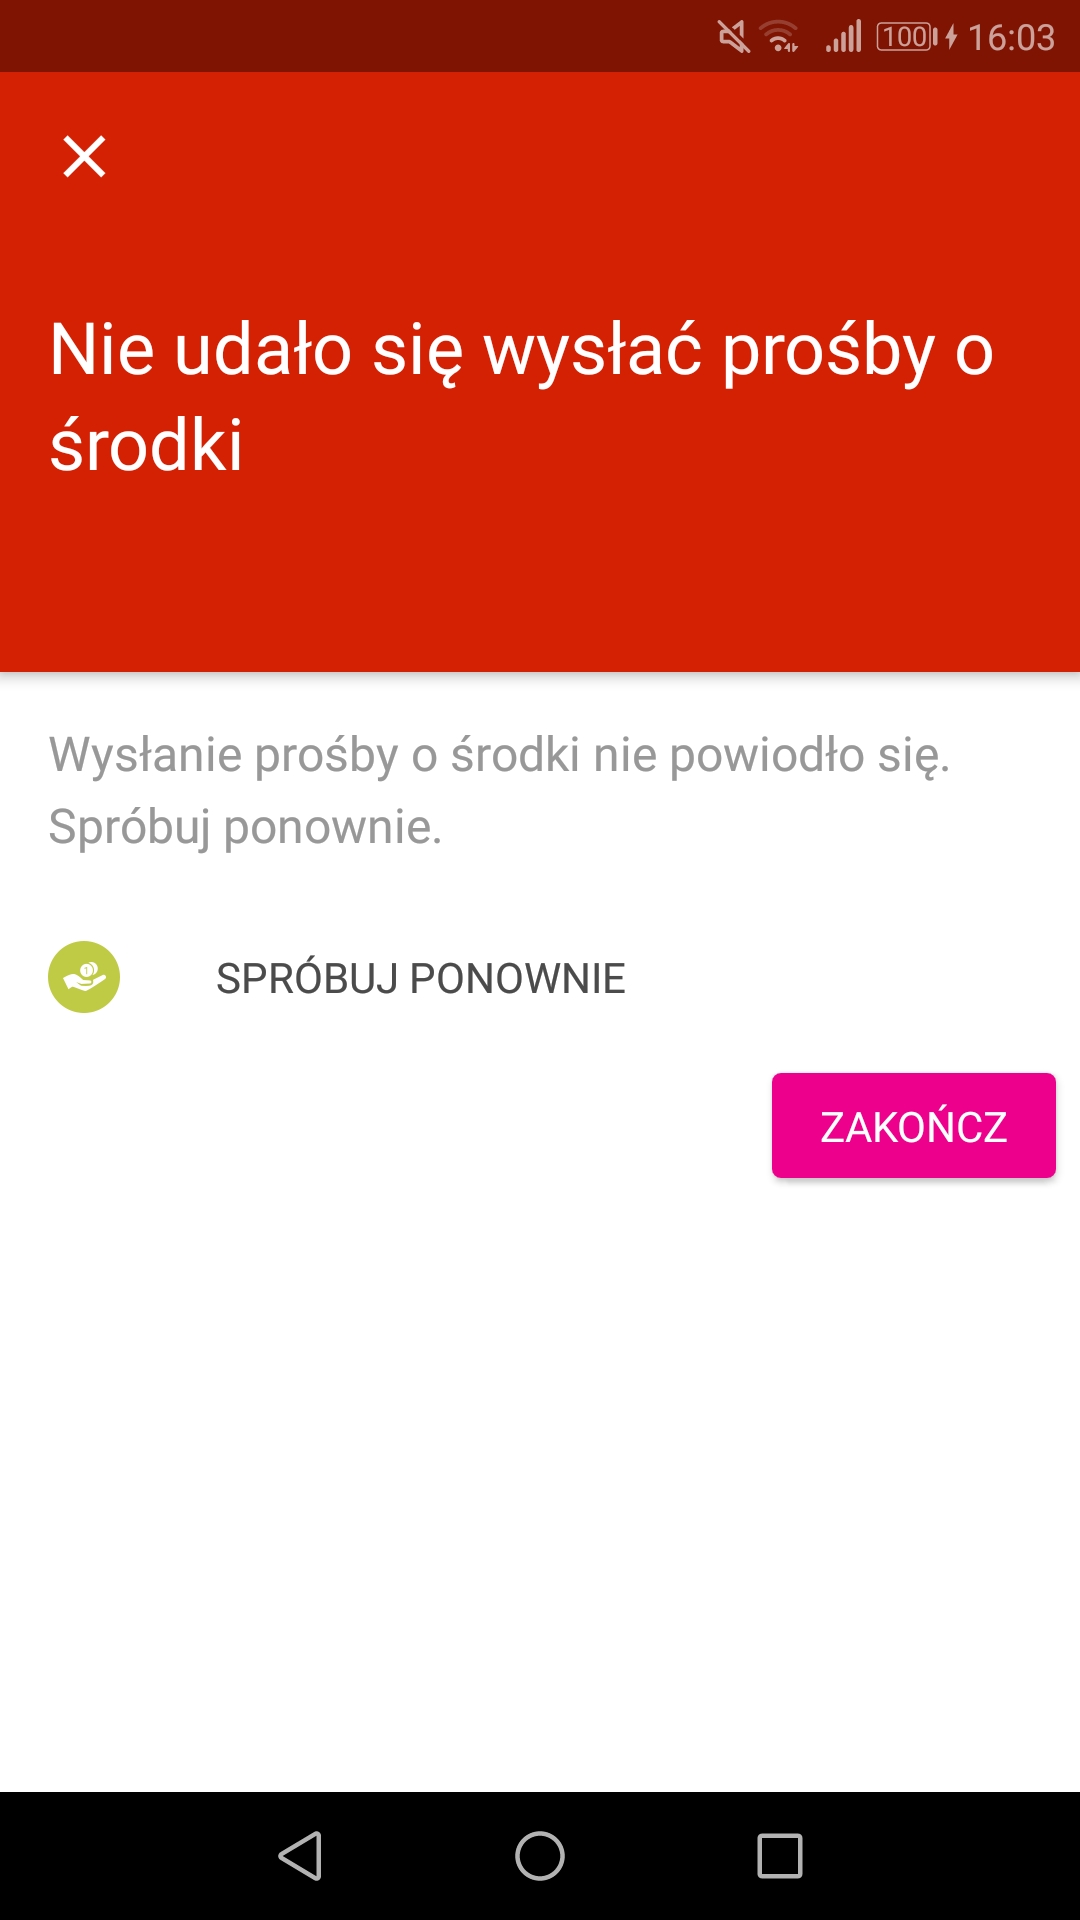 100 16:03
Nie udało się wysłać prośby o
środki
Wysłanie prośby o środki nie powiodło się.
Spróbuj ponownie.
SPRÓBUJ PONOWNIE
ZAKOŃCZ